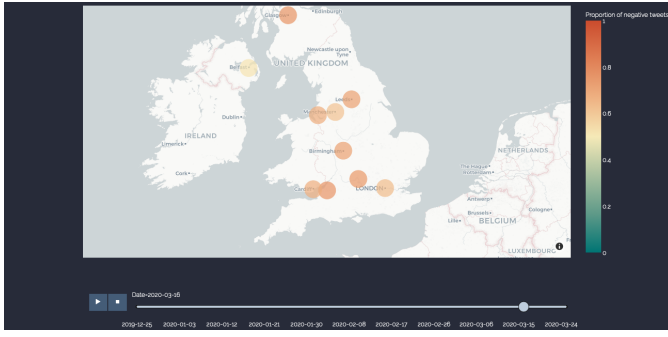 Proportion of negative tweets
Glasgow
Edinburgh
1
Newcastle upon
Tyne
UNITED KINGDOM
Belfast
0.8
Leeds
Manchester
0.6
Dublin
IRELAND
Birmingham
NETHERLANDS
Limerick
0.4
The Hague
Rotterdam
Cork
Cardiff
LONDON
Antwerp
0.2
Brussels
Cologne
Lille
BELGIUM
LUXEMBOURG
0
Date=2020-03-16
2019-12-25 2020-01-03 2020-01-12 2020-01-21 2020-01-30 2020-02-08 2020-02-17 2020-02-26 2020-03-06 2020-03-15 2020-03-24